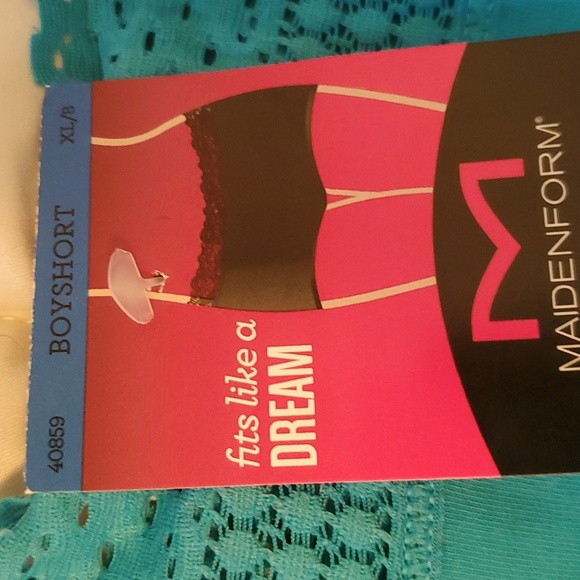 40859 BOYSHORT XL/8
fits like a
DREAM
M
MAIDENFORM®